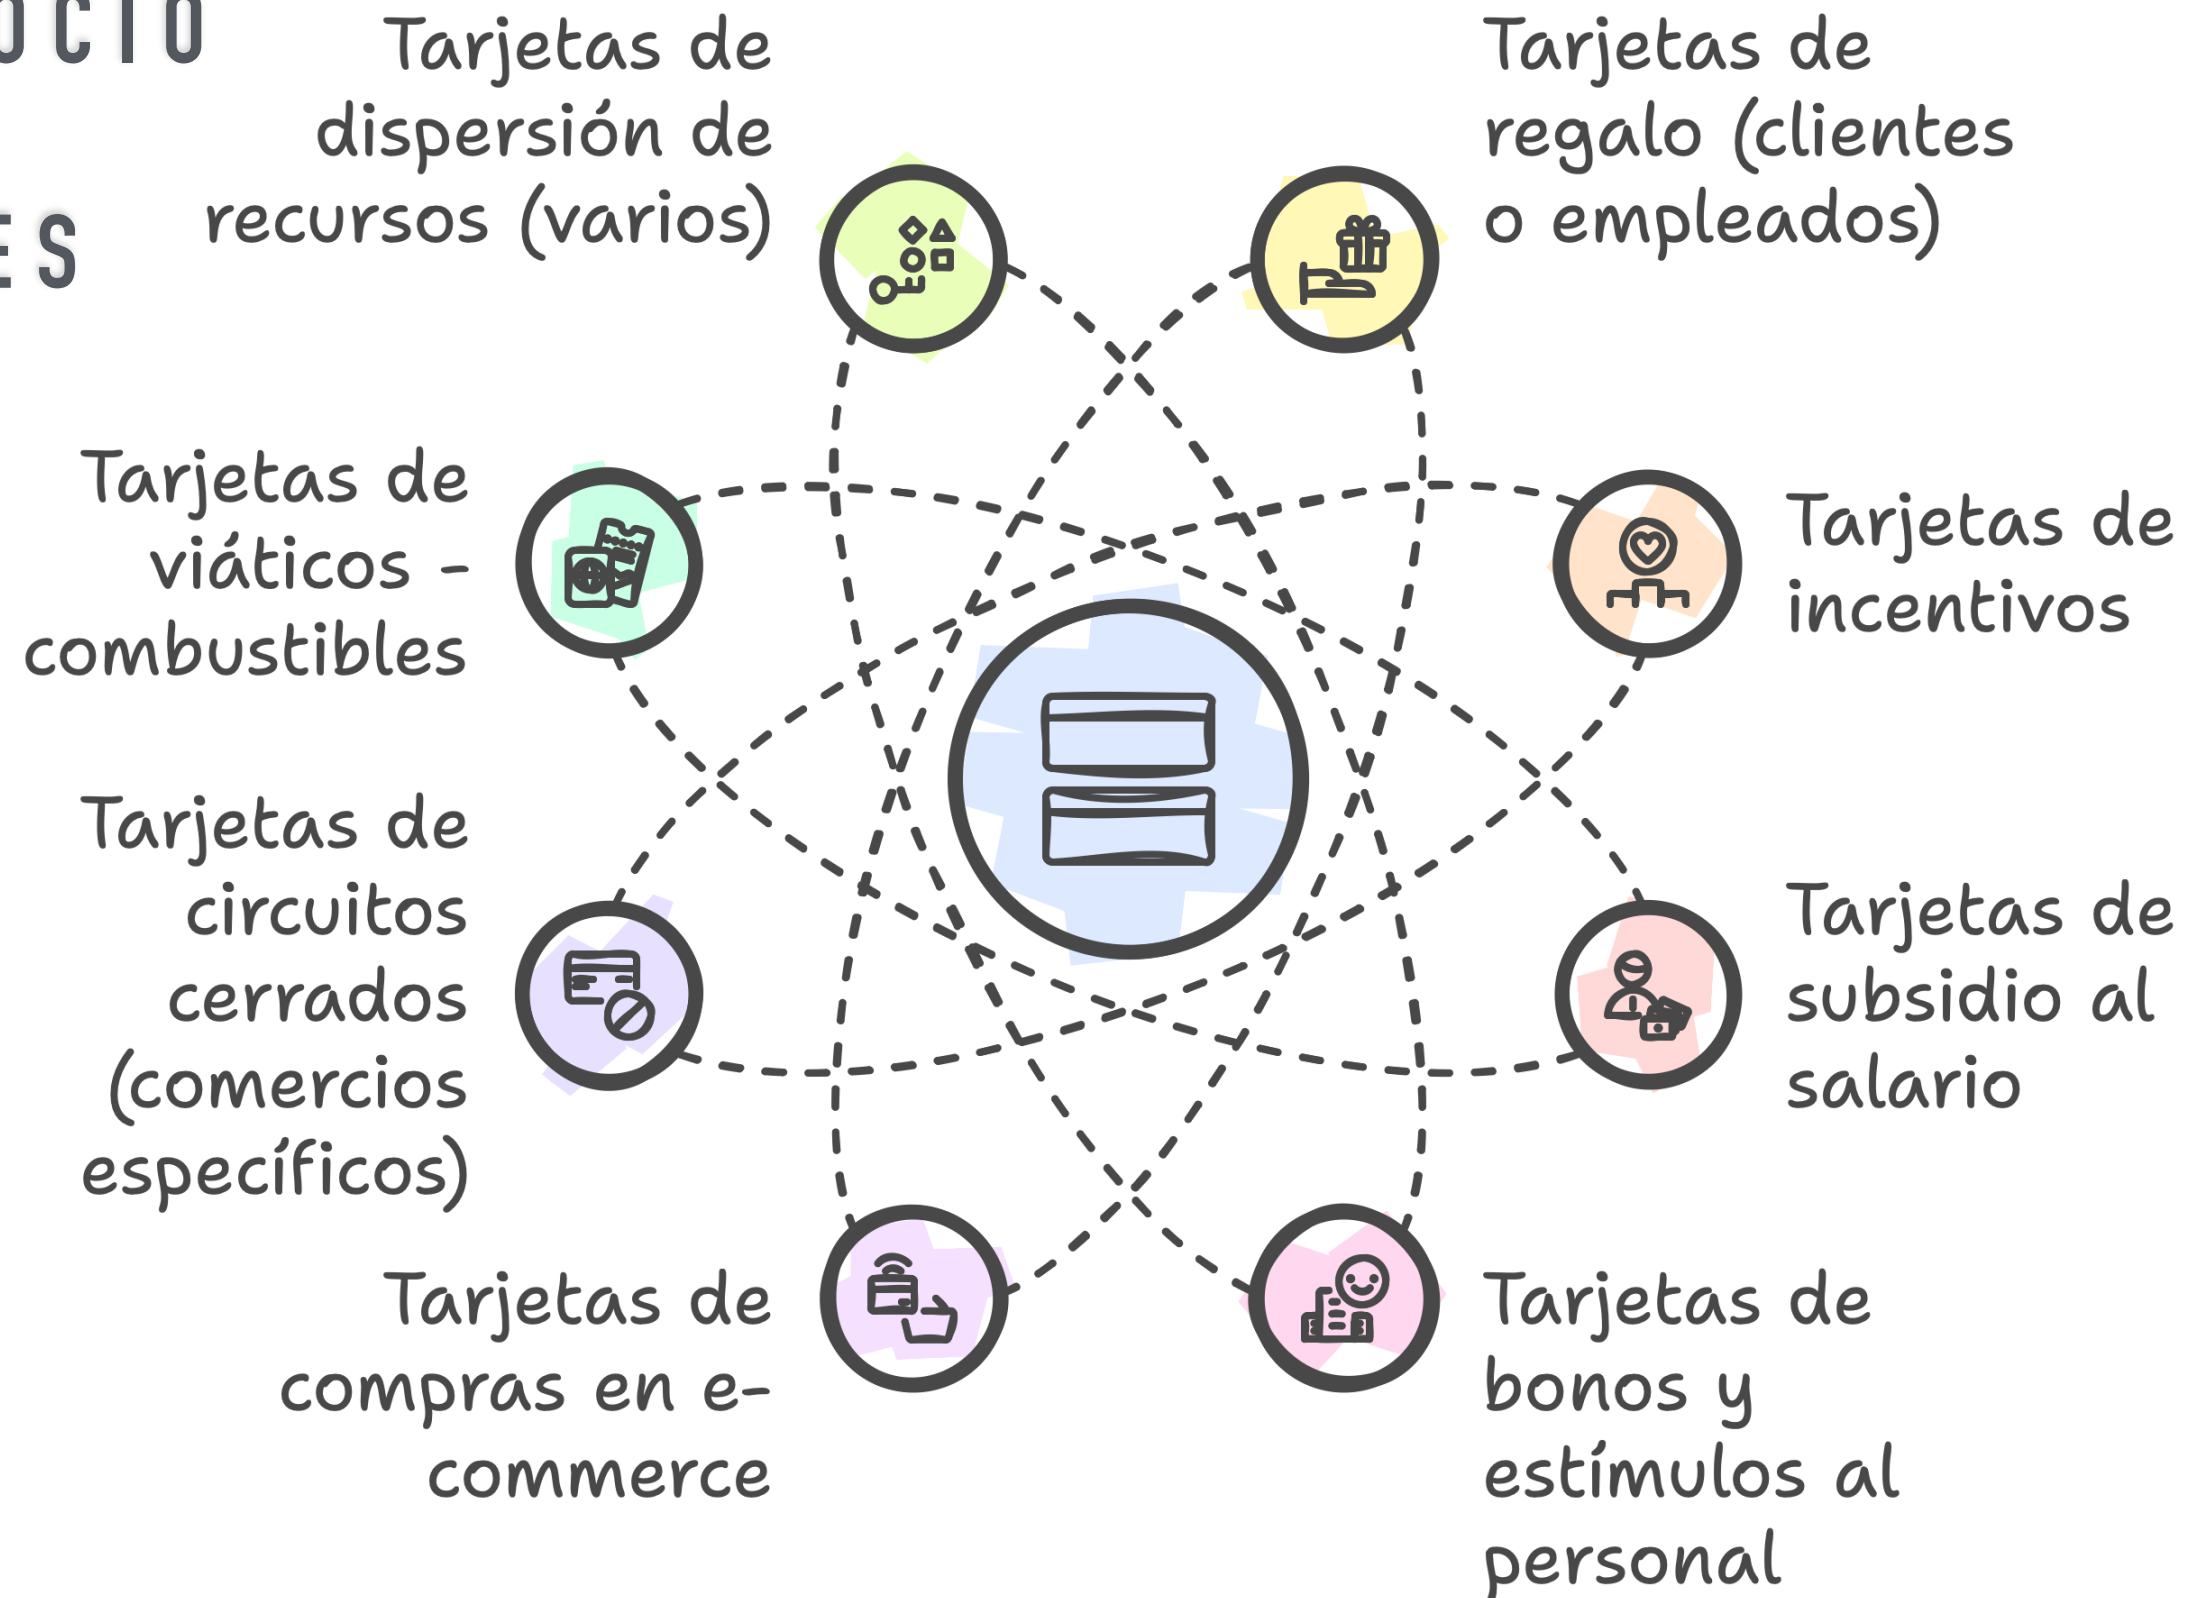 Tarjetas de
dispersión de
recursos (varios)
Tarjetas de
regalo (clientes
o empleados)
Tarjetas de
viáticos -
combustibles
Tarjetas de
incentivos
Tarjetas de
circuitos
cerrados
(comercios
específicos)
Tarjetas de
subsidio al
salario
Tarjetas de
compras en e-
commerce
Tarjetas de
bonos y
estímulos al
personal